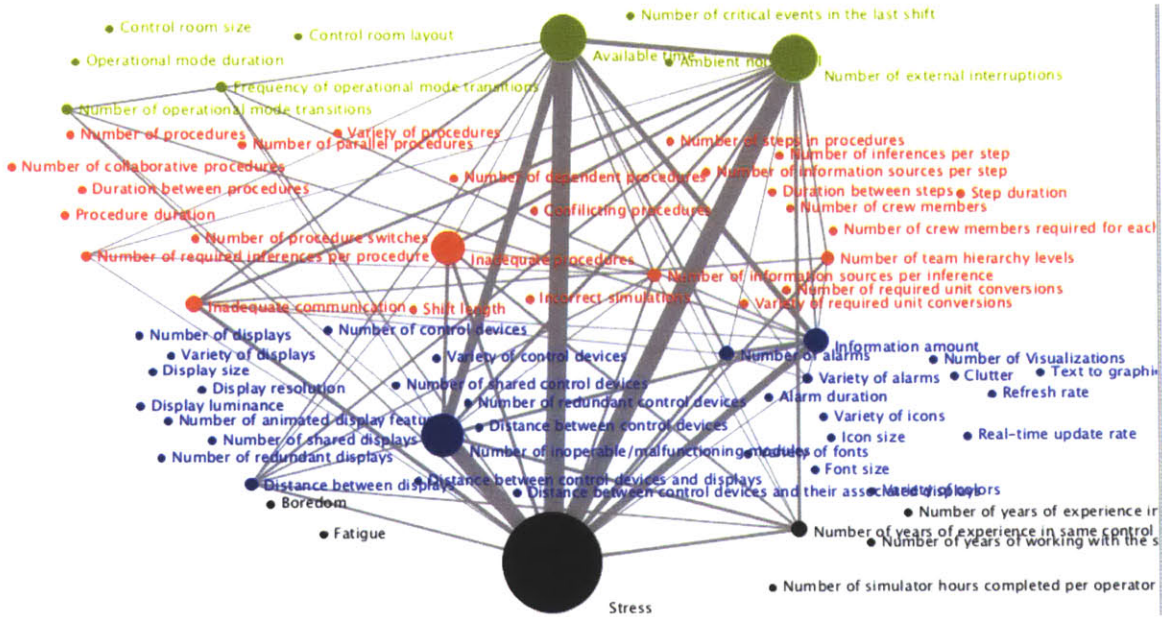 Number of critical events in the last shift
Control room size
Control room layout
Operational mode duration
Available time
Ambient no
Number of external interruptions
Frequency of operational mode transitions
Number of operational mode transitions
Number of procedures
Variety of procedures
Number of parallel procedures
Number of steps in procedures
Number of inferences per step
Number of collaborative procedures
Number of dependent procedures
Number of information sources per step
Duration between procedures
Duration between steps
Step duration
Procedure duration
Confilicting procedures
Number of crew members
Number of crew members required for each
Number of procedure switches
Number of required inferences per procedure
Inadequate procedures
Number of team hierarchy levels
Number of information sources per inference
Number of required unit conversions
Inadequate communication
Shift length
Incorrect simulations
Variety of required unit conversions
Number of displays
Number of control devices
Information amount
Variety of displays
Variety of control devices
Number of alarms
Number of Visualizations
Display size
Variety of alarms
Clutter
Text to graphi
Display resolution
Number of shared control devices
Alarm duration
Refresh rate
Display luminance
Number of redundant control devices
Variety of icons
Number of animated display featu
Distance between control devices
Number of shared displays
Icon size
Real-time update rate
Number of redundant displays
Number of inoperable/malfunctioning modules
Variety of fonts
Font size
Distance between displays
Distance between control devices and displays
Distance between control devices and their associated displays
Variety of colors
Boredom
Number of years of experience in
Fatigue
Number of years of experience in same control
Number of years of working with the s
Number of simulator hours completed per operator
Stress